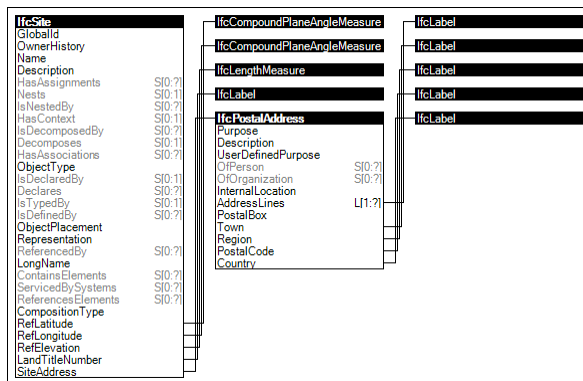 IfcSite
GlobalId
OwnerHistory
Name
Description
HasAssignments S[0:?]
Nests S[0:1]
IsNestedBy S[0:?]
HasContext S[0:1]
IsDecomposedBy S[0:?]
Decomposes S[0:1]
HasAssociations S[0:?]
ObjectType
IsDeclaredBy S[0:1]
Declares S[0:?]
IsTypedBy S[0:1]
IsDefinedBy S[0:?]
ObjectPlacement
Representation
ReferencedBy S[0:?]
LongName
ContainsElements S[0:?]
ServicedBySystems S[0:?]
ReferencesElements S[0:?]
CompositionType
RefLatitude
RefLongitude
RefElevation
LandTitleNumber
SiteAddress
IfcCompoundPlaneAngleMeasure
IfcCompoundPlaneAngleMeasure
IfcLengthMeasure
IfcLabel
IfcPostalAddress
Purpose
Description
UserDefinedPurpose
OfPerson S[0:?]
OfOrganization S[0:?]
InternalLocation
AddressLines L[1:?]
PostalBox
Town
Region
PostalCode
Country
IfcLabel
IfcLabel
IfcLabel
IfcLabel
IfcLabel